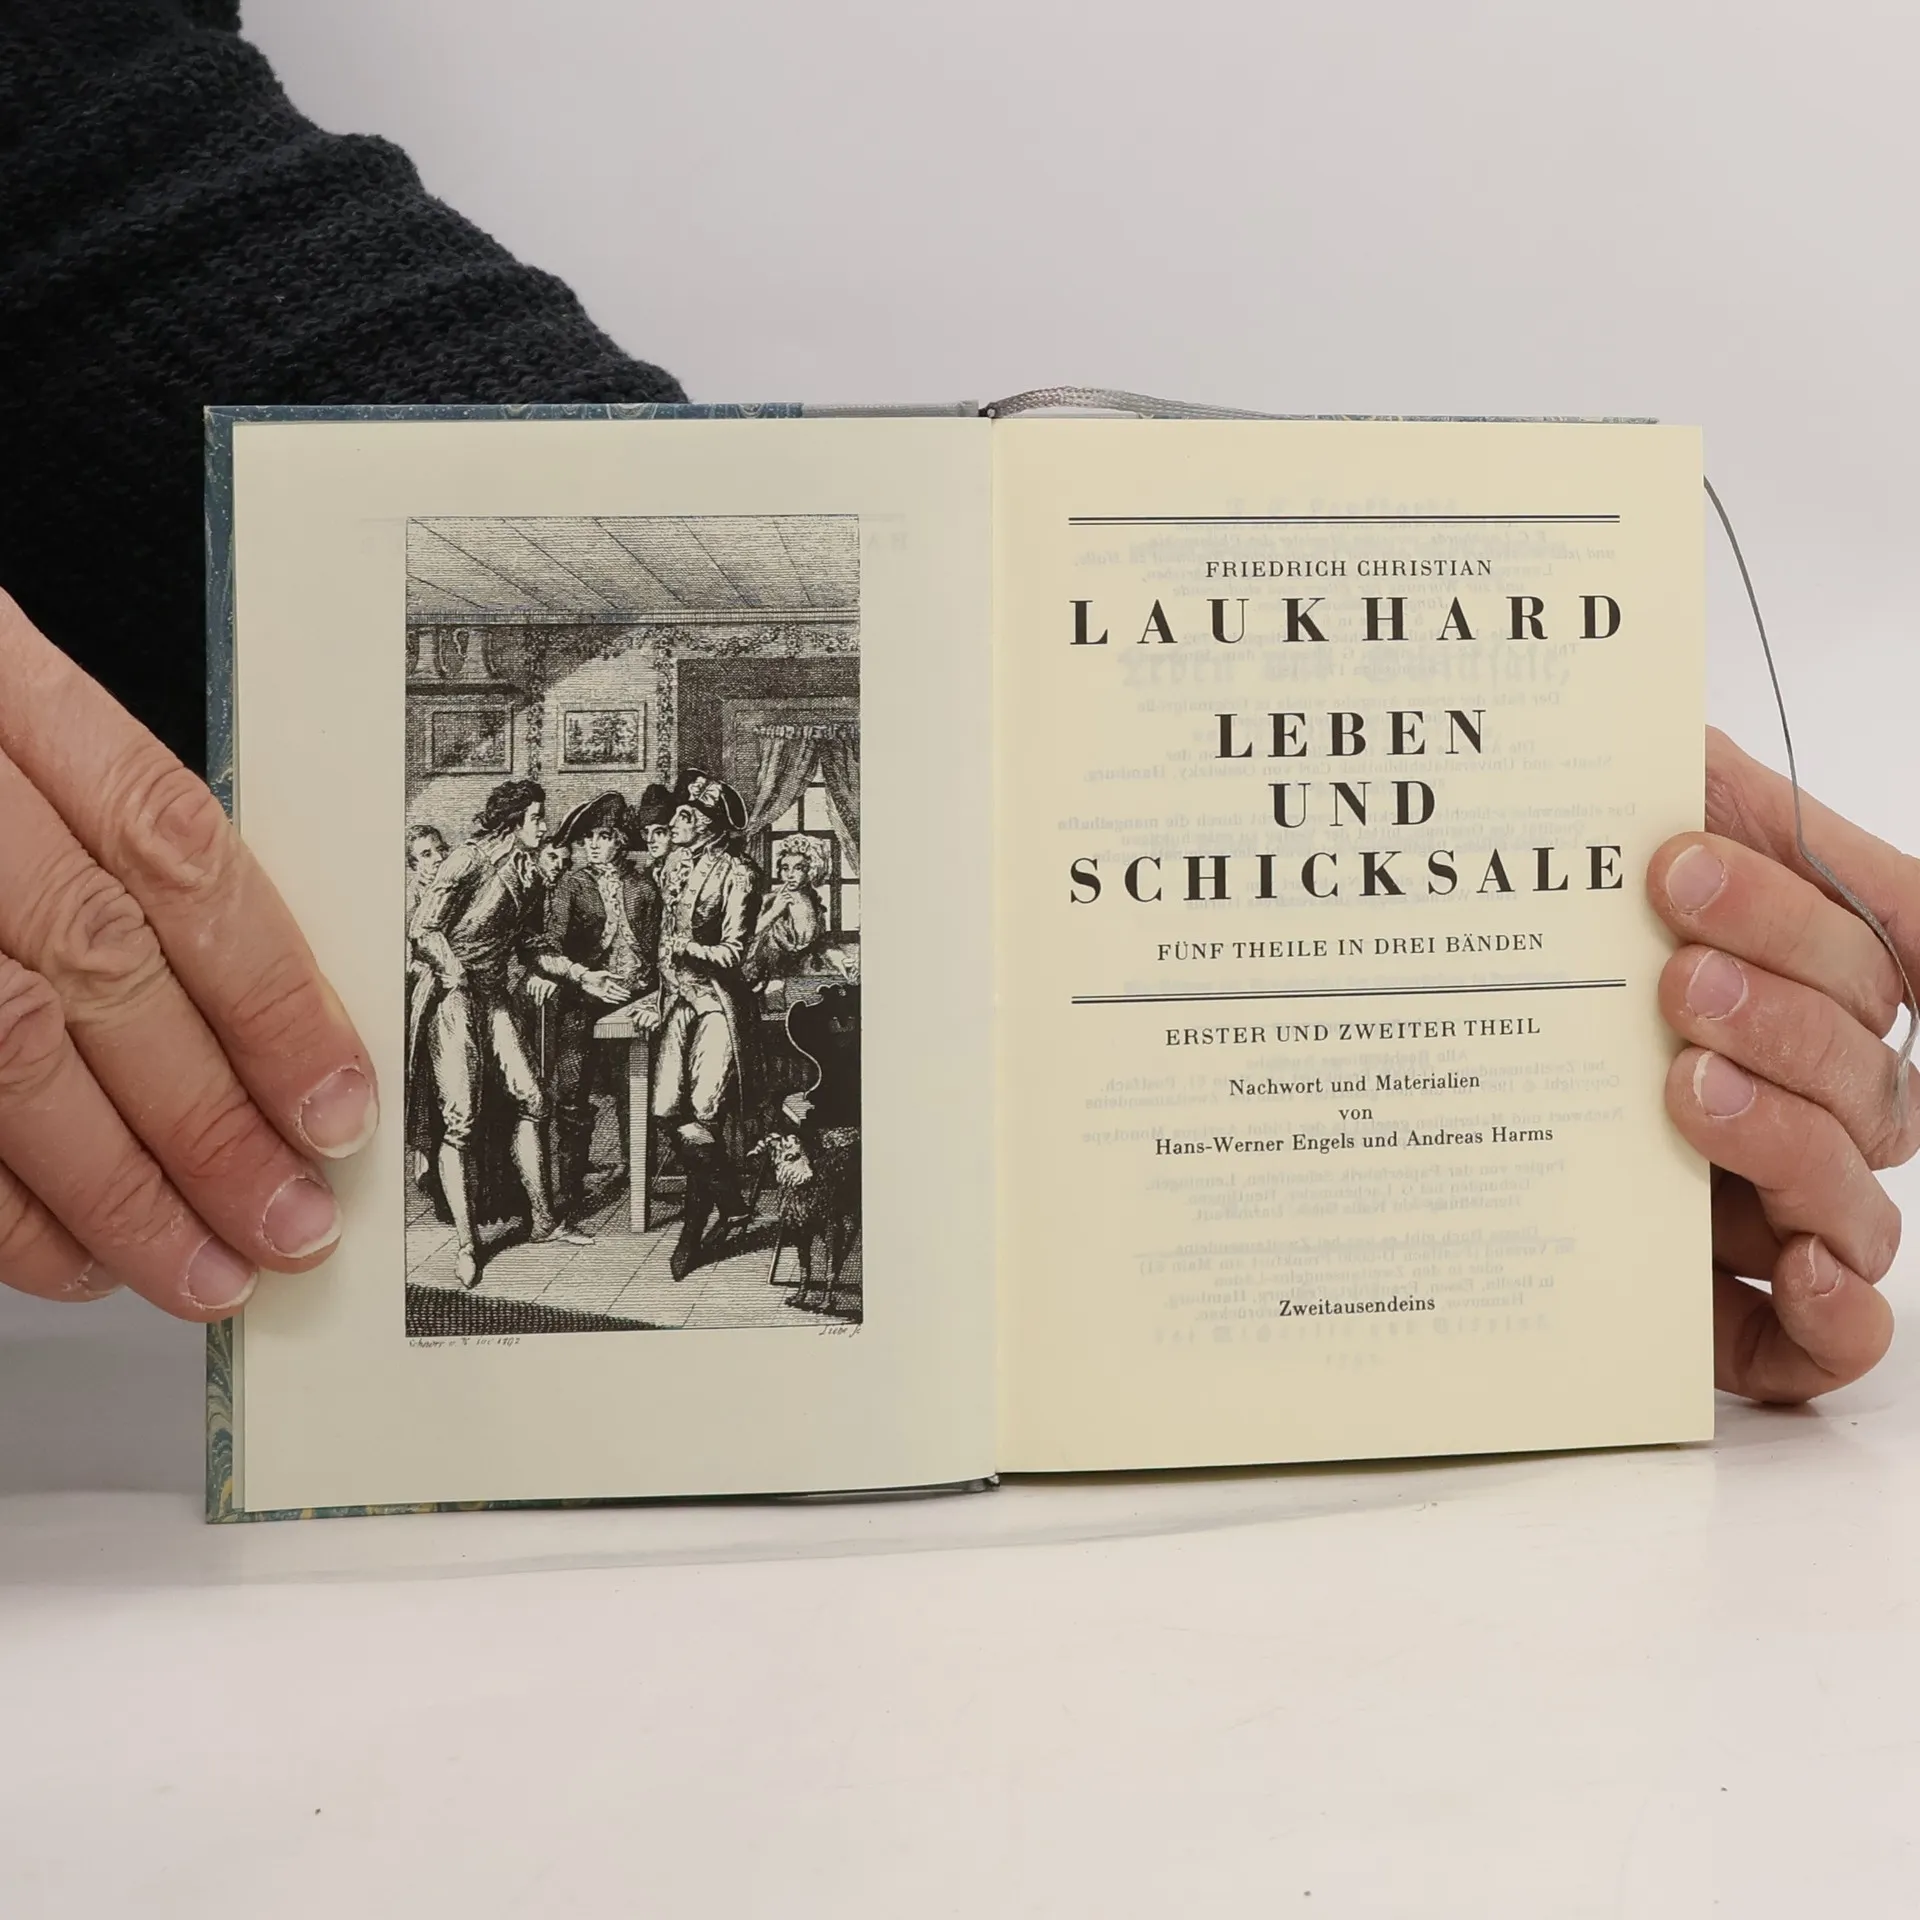 FRIEDRICH CHRISTIAN
LAUKHARD
LEBEN
UND
SCHICKSALE
FÜNF THEILE IN DREI BÄNDEN
ERSTER UND ZWEITER THEIL
Nachwort und Materialien
von
Hans-Werner Engels und Andreas Harms
Zweitausendeins